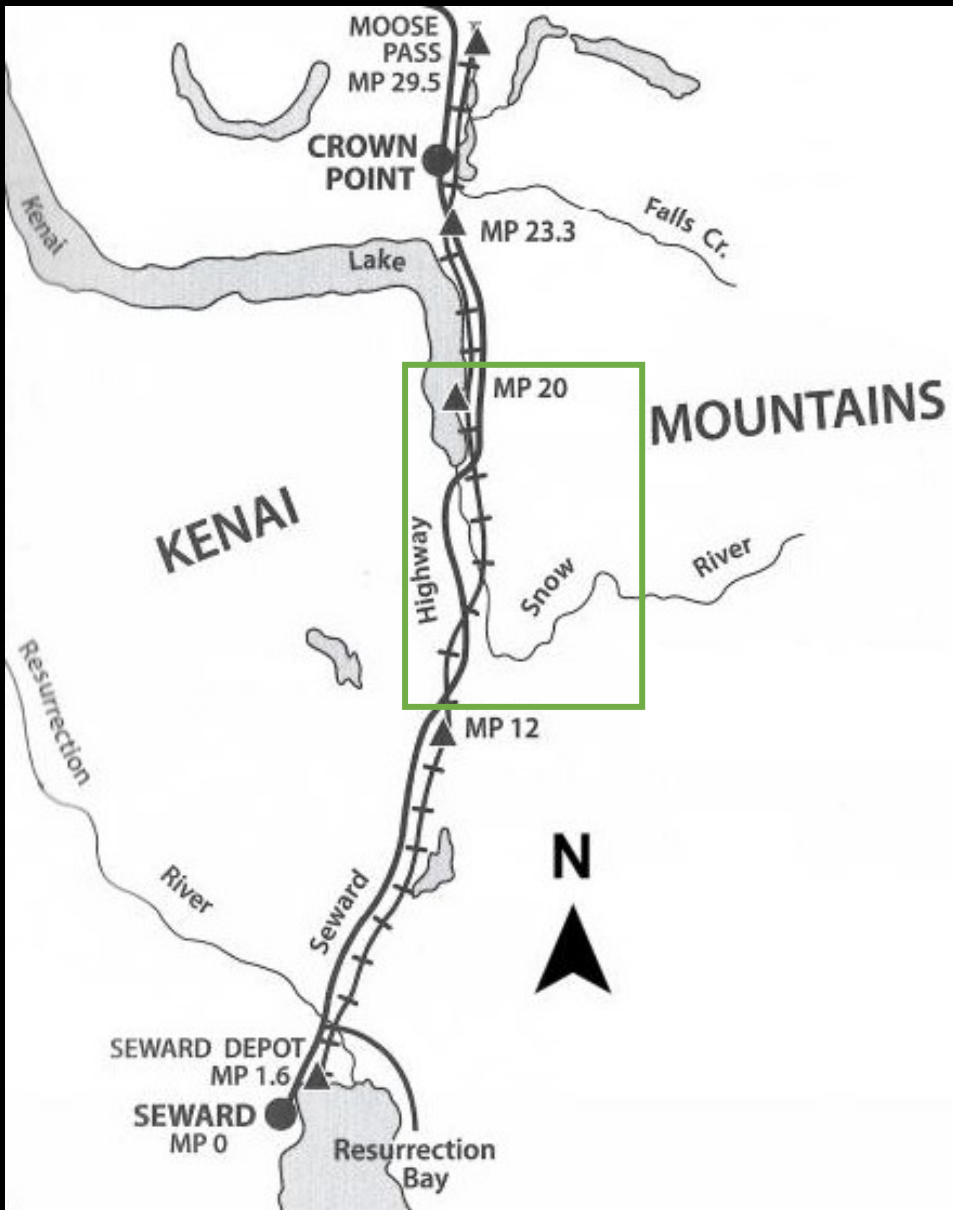 MOOSE
PASS
MP 29.5
CROWN
POINT
Falls Cr.
MP 23.3
Kenai
Lake
MP 20
MOUNTAINS
KENAI
Highway
Snow
River
Resurrection
MP 12
N
River
Seward
SEWARD DEPOT
MP 1.6
SEWARD
MP 0
Resurrection
Bay